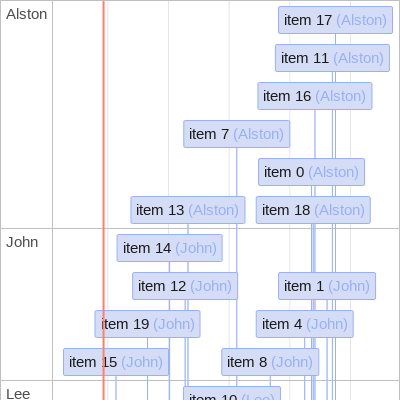 Alston
item 17 (Alston)
item 11 (Alston)
item 16 (Alston)
item 7 (Alston)
item 0 (Alston)
item 13 (Alston)
item 18 (Alston)
John
item 14 (John)
item 12 (John)
item 1 (John)
item 19 (John)
item 4 (John)
item 15 (John)
item 8 (John)
Lee
item 10 (Lee)